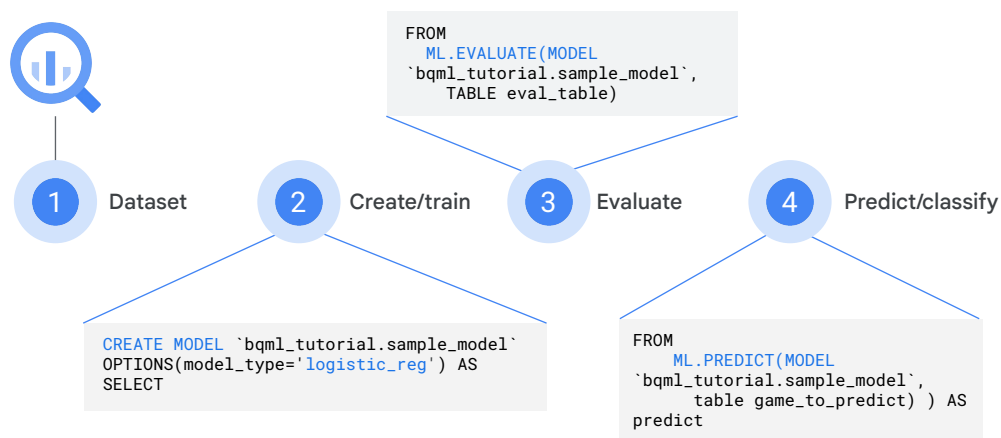 FROM
ML.EVALUATE(MODEL
`bqml_tutorial.sample_model`,
TABLE eval_table)
1 Dataset
2 Create/train
3 Evaluate
4 Predict/classify
CREATE MODEL `bqml_tutorial.sample_model`
OPTIONS(model_type='logistic_reg') AS
SELECT
FROM
ML.PREDICT(MODEL
`bqml_tutorial.sample_model`,
table game_to_predict) ) AS
predict